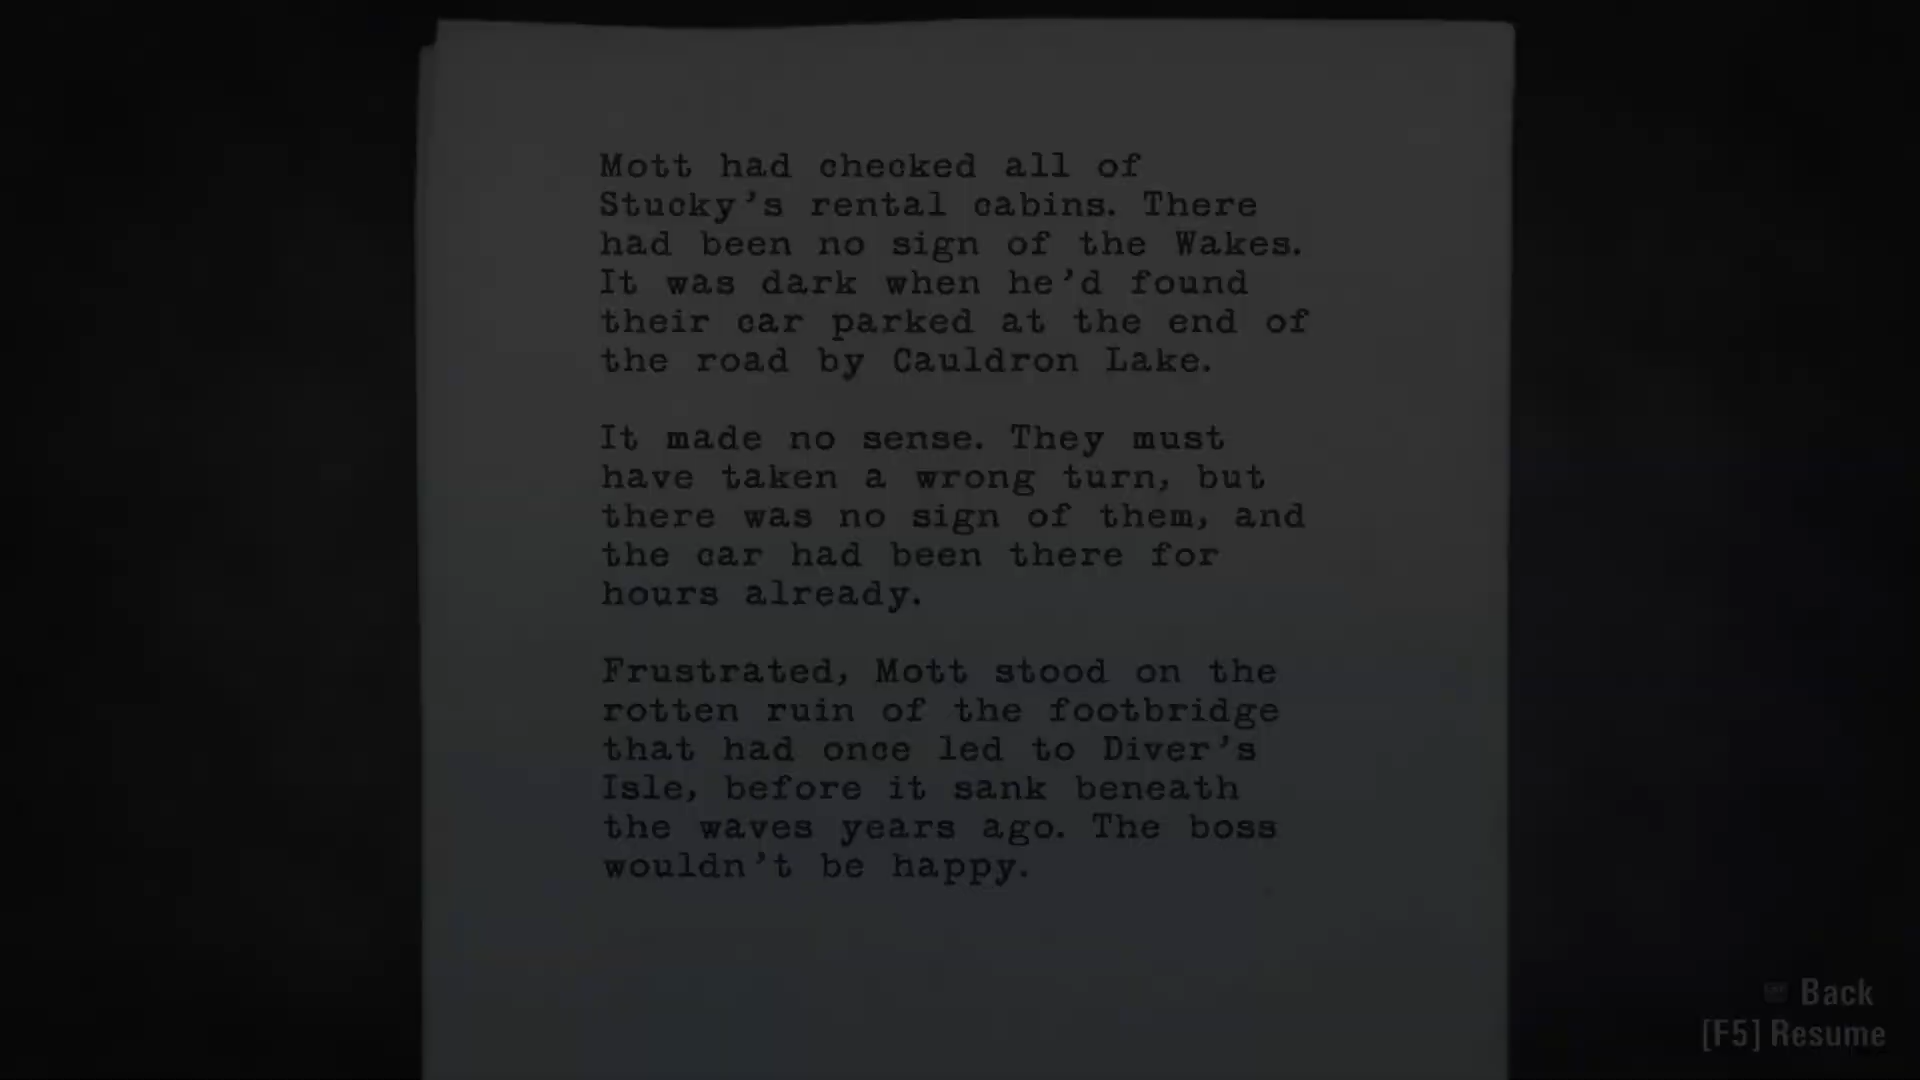 Mott had checked all of
Stucky's rental cabins. There
had been no sign of the Wakes.
It was dark when he'd found
their car parked at the end of
the road by Cauldron Lake.
It made no sense. They must
have taken a wrong turn, but
there was no sign of them, and
the car had been there for
hours already.
Frustrated, Mott stood on the
rotten ruin of the footbridge
that had once led to Diver's
Isle, before it sank beneath
the waves years ago. The boss
wouldn't be happy.
Back
[F5] Resume